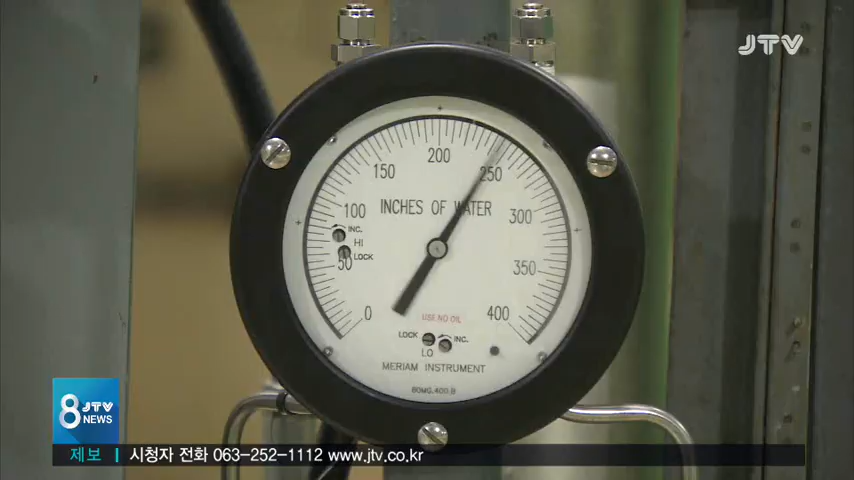 JTV
200
150
250
INCHES OF WATER
100
300
INC.
HI
LOCK
50
350
0
400
USE NO OIL
LOCK
INC.
LO
MERIAM INSTRUMENT
80MG.400.B
8 JTV NEWS
제보 | 시청자 전화 063-252-1112 www.jtv.co.kr